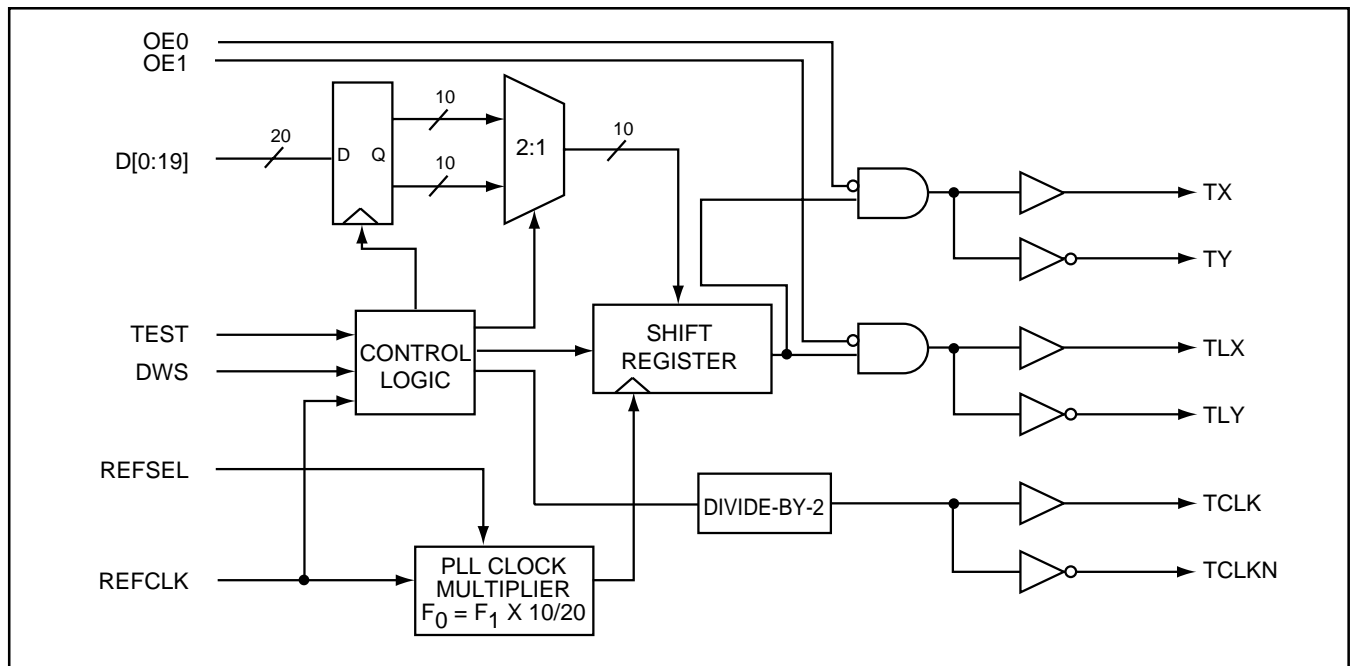 OE0
OE1
10
10
20
D[0:19]
D Q
2:1
10
10
TX
TY
TEST
DWS
CONTROL
LOGIC
SHIFT
REGISTER
TLX
TLY
REFSEL
DIVIDE-BY-2
TCLK
REFCLK
PLL CLOCK
MULTIPLIER
F0 = F1 X 10/20
TCLKN